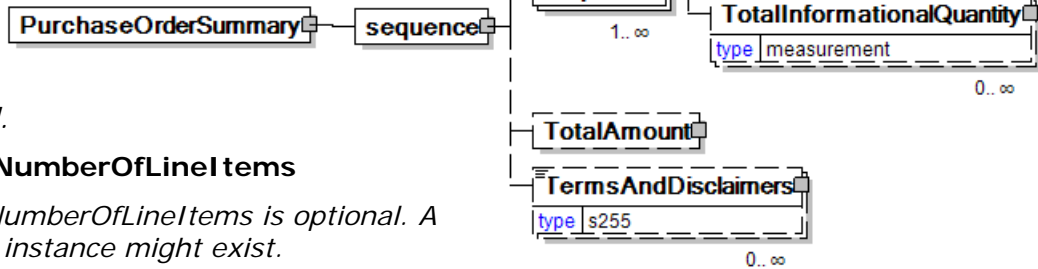 PurchaseOrderSummary
sequence
1.. ∞
TotalInformationalQuantity
type measurement
0.. ∞
TotalAmount
NumberOfLineItems
TermsAndDisclaimers
NumberOfLineItems is optional. A
type s255
instance might exist.
0.. ∞